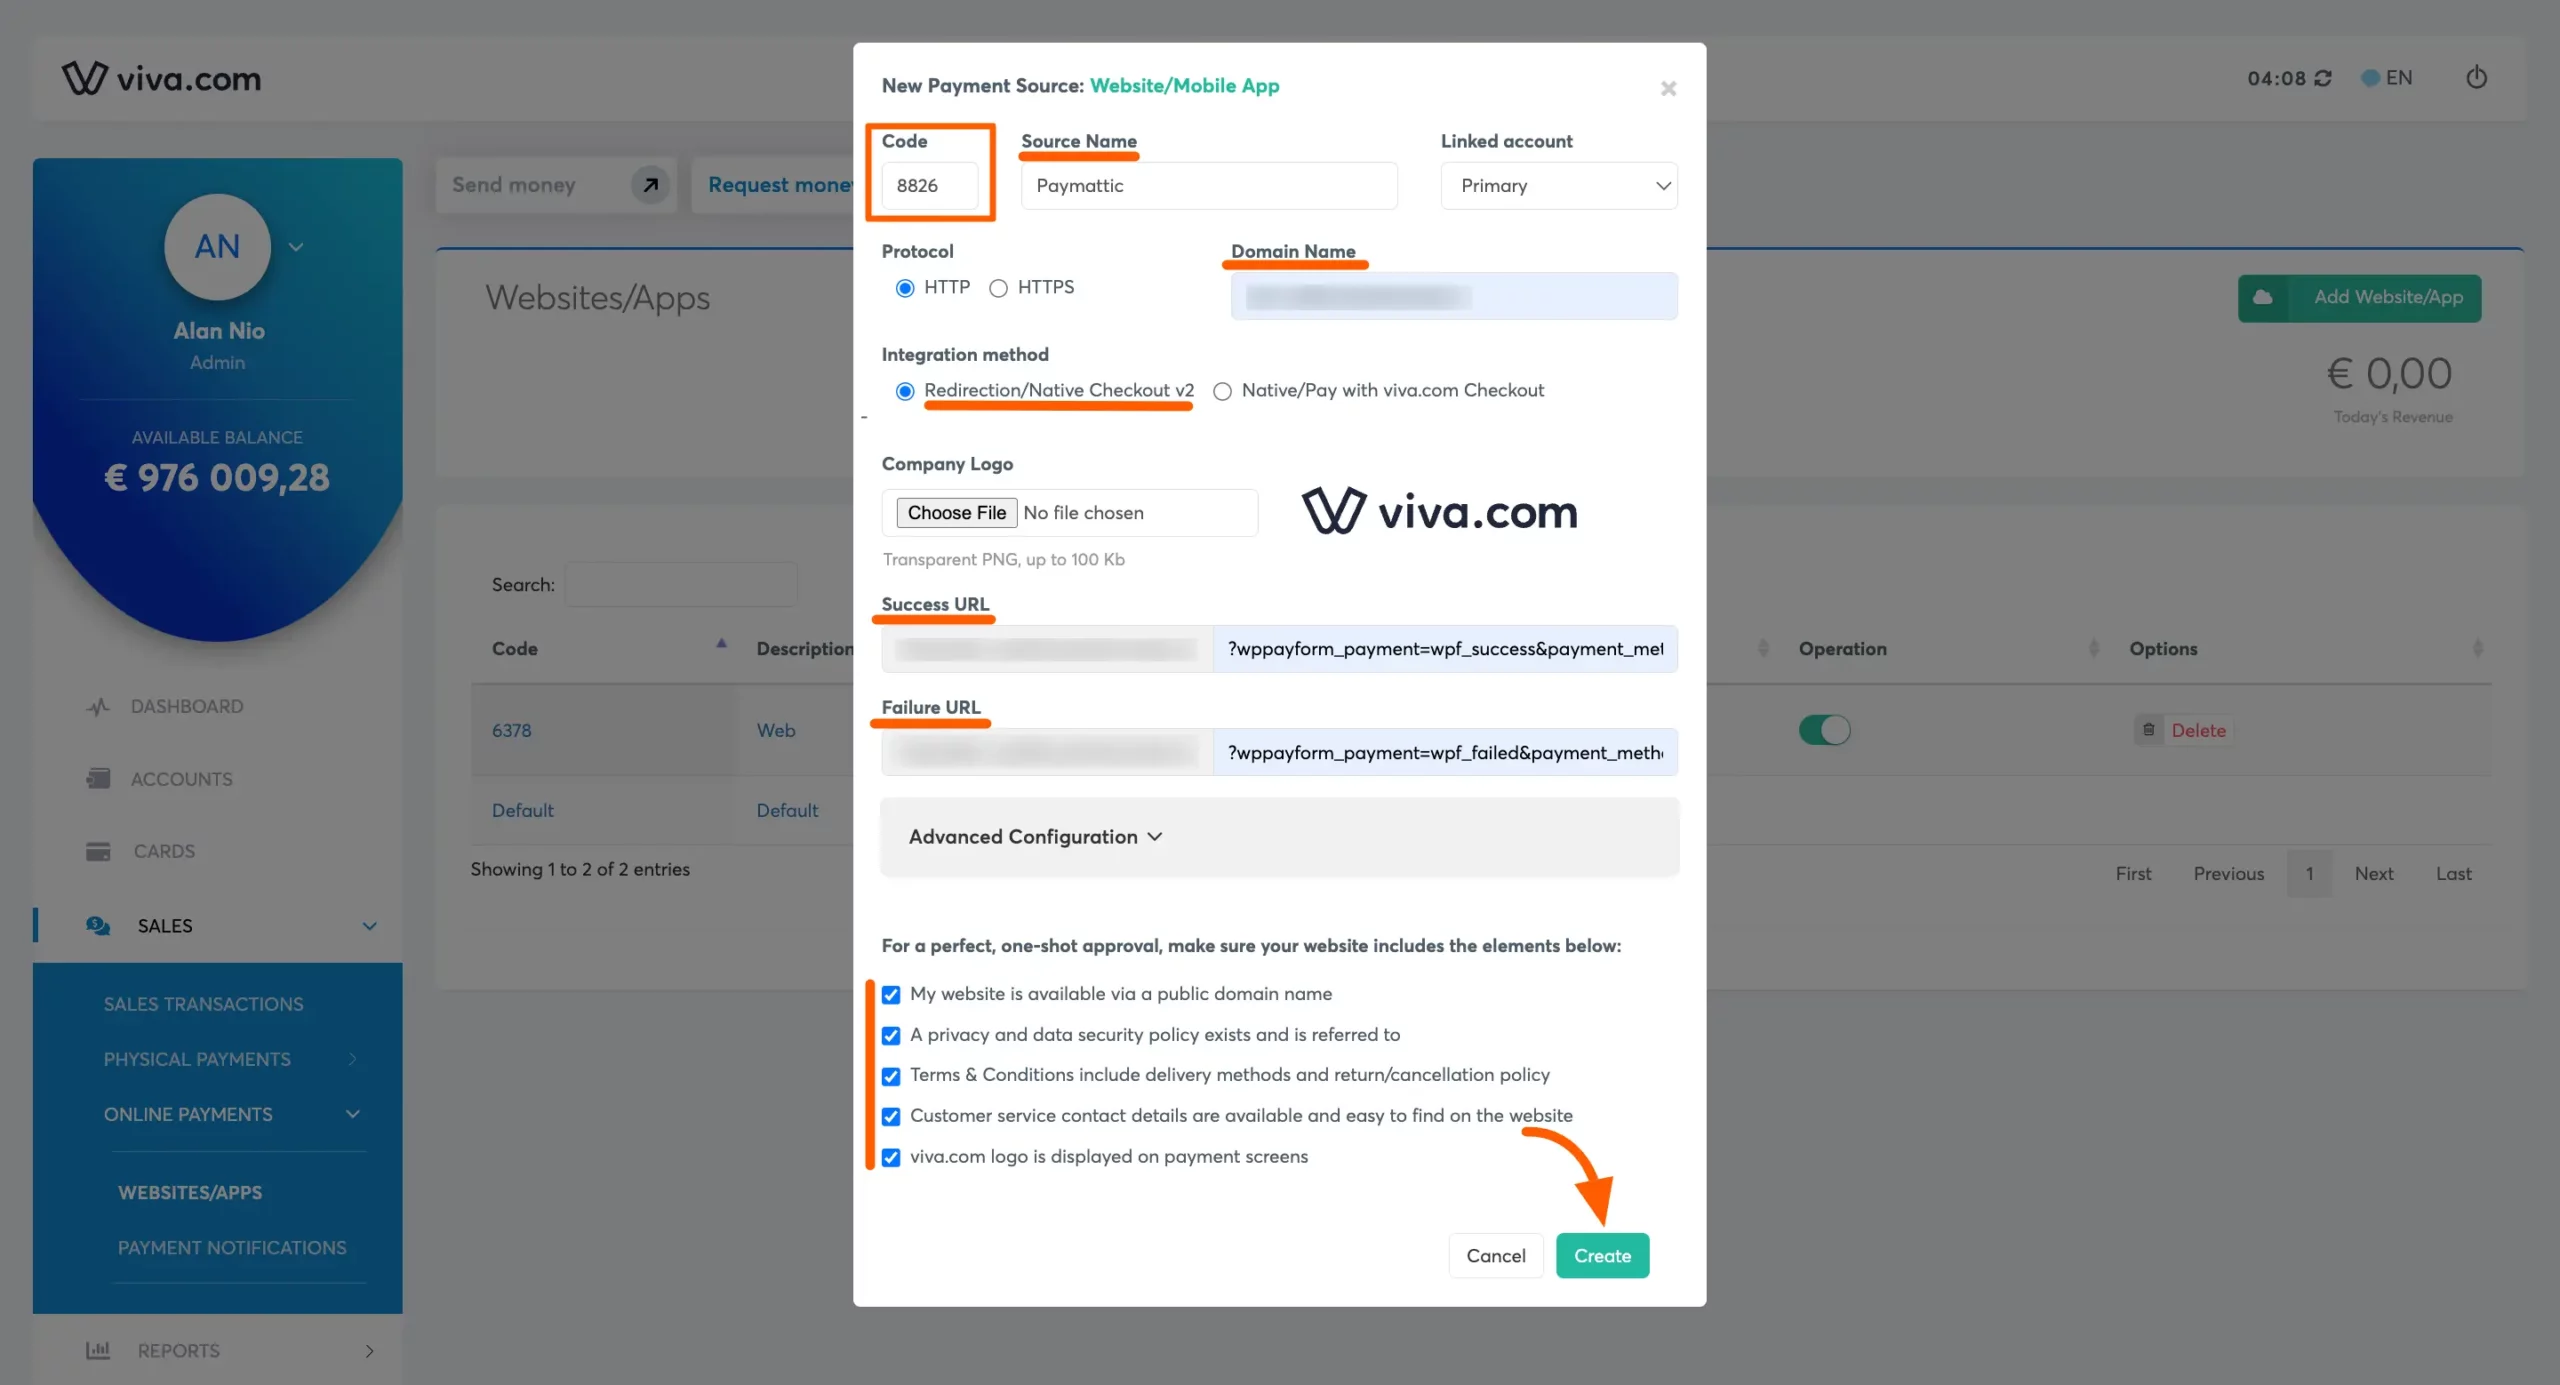 viva.com
04:08
EN
AN
Alan Nio
Admin
AVAILABLE BALANCE
€ 976 009,28
DASHBOARD
ACCOUNTS
CARDS
SALES
SALES TRANSACTIONS
PHYSICAL PAYMENTS
ONLINE PAYMENTS
WEBSITES/APPS
PAYMENT NOTIFICATIONS
REPORTS
Send money
Request money
Websites/Apps
Add Website/App
€ 0,00
Today's Revenue
Search:
Code Description Operation Options
6378 Web Delete
Default Default
Showing 1 to 2 of 2 entries
First Previous 1 Next Last
New Payment Source: Website/Mobile App
Code Source Name Linked account
8826 Paymattic Primary
Protocol Domain Name
HTTP HTTPS
Integration method
Redirection/Native Checkout v2 Native/Pay with viva.com Checkout
-
Company Logo
Choose File No file chosen viva.com
Transparent PNG, up to 100 Kb
Success URL
?wppayform_payment=wpf_success&payment_met
Failure URL
?wppayform_payment=wpf_failed&payment_meth
Advanced Configuration
For a perfect, one-shot approval, make sure your website includes the elements below:
My website is available via a public domain name
A privacy and data security policy exists and is referred to
Terms & Conditions include delivery methods and return/cancellation policy
Customer service contact details are available and easy to find on the website
viva.com logo is displayed on payment screens
Cancel Create